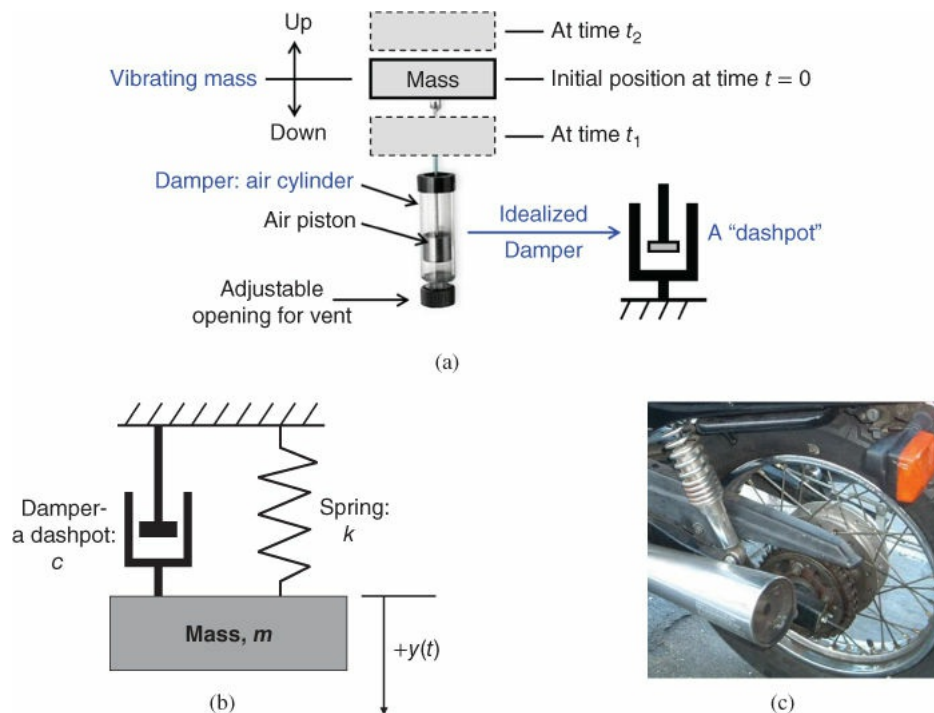 Up
At time t₂
Vibrating mass
Mass
Initial position at time t = 0
Down
At time t₁
Damper: air cylinder
Air piston
Idealized
Damper
A “dashpot”
Adjustable
opening for vent
(a)
Damper-
a dashpot:
c
Spring:
k
Mass, m
+y(t)
(b)
(c)